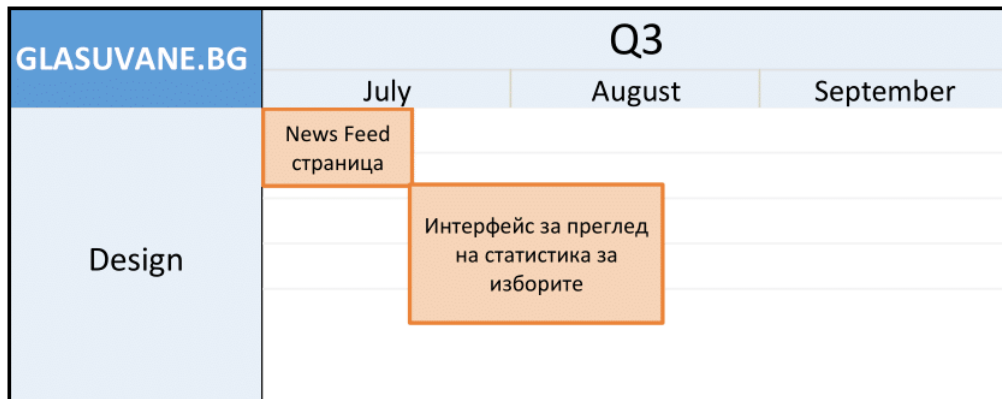 GLASUVANE.BG
Q3
July
August
September
News Feed
страница
Интерфейс за преглед
на статистика за
изборите
Design